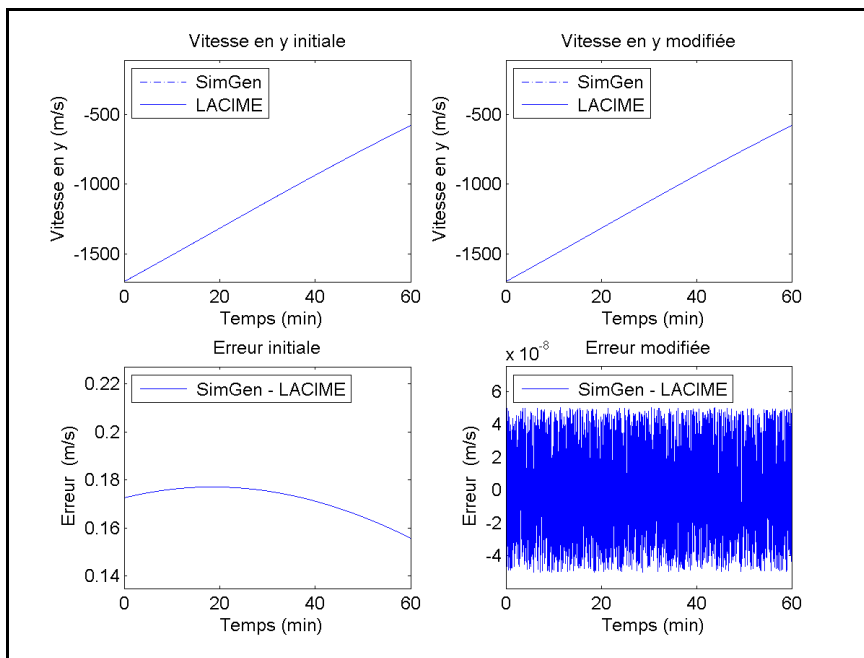 Vitesse en y initiale
SimGen
LACIME
Vitesse en y (m/s)
-500
-1000
-1500
0
20
40
60
Temps (min)
Vitesse en y modifiée
SimGen
LACIME
Vitesse en y (m/s)
-500
-1000
-1500
0
20
40
60
Temps (min)
Erreur initiale
SimGen - LACIME
Erreur (m/s)
0.22
0.2
0.18
0.16
0.14
0
20
40
60
Temps (min)
x 10⁻⁸
Erreur modifiée
SimGen - LACIME
Erreur (m/s)
6
4
2
0
-2
-4
0
20
40
60
Temps (min)